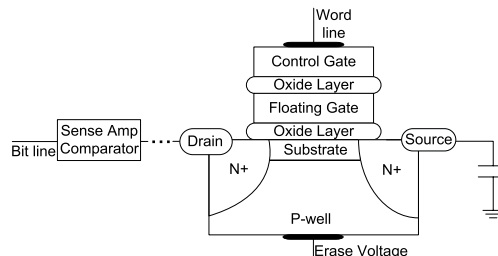 Word
line
Control Gate
Oxide Layer
Floating Gate
Oxide Layer
Sense Amp
Comparator
Bit line
Drain
Substrate
Source
N+
N+
P-well
Erase Voltage